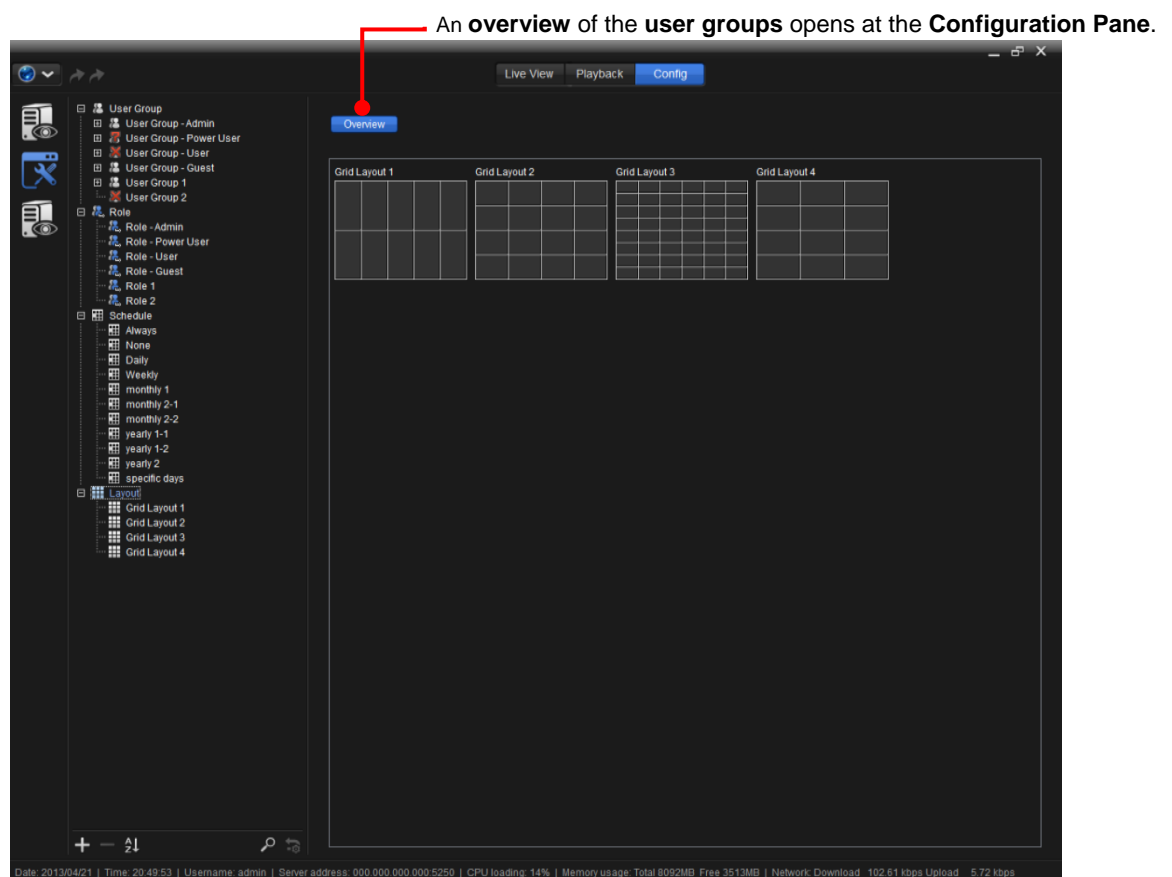 An overview of the user groups opens at the Configuration Pane.
Live View Playback Config
User Group
User Group - Admin
User Group - Power User
User Group - User
User Group - Guest
User Group 1
User Group 2
Role
Role - Admin
Role - Power User
Role - User
Role - Guest
Role 1
Role 2
Schedule
Always
None
Daily
Weekly
monthly 1
monthly 2-1
monthly 2-2
yearly 1-1
yearly 1-2
yearly 2
specific days
Layout
Grid Layout 1
Grid Layout 2
Grid Layout 3
Grid Layout 4
Overview
Grid Layout 1 Grid Layout 2 Grid Layout 3 Grid Layout 4
Date: 2013/04/21 | Time: 20:49:53 | Username: admin | Server address: 000.000.000.000:5250 | CPU loading: 14% | Memory usage: Total 8092MB Free 3513MB | Network: Download 102.61 kbps Upload 5.72 kbps